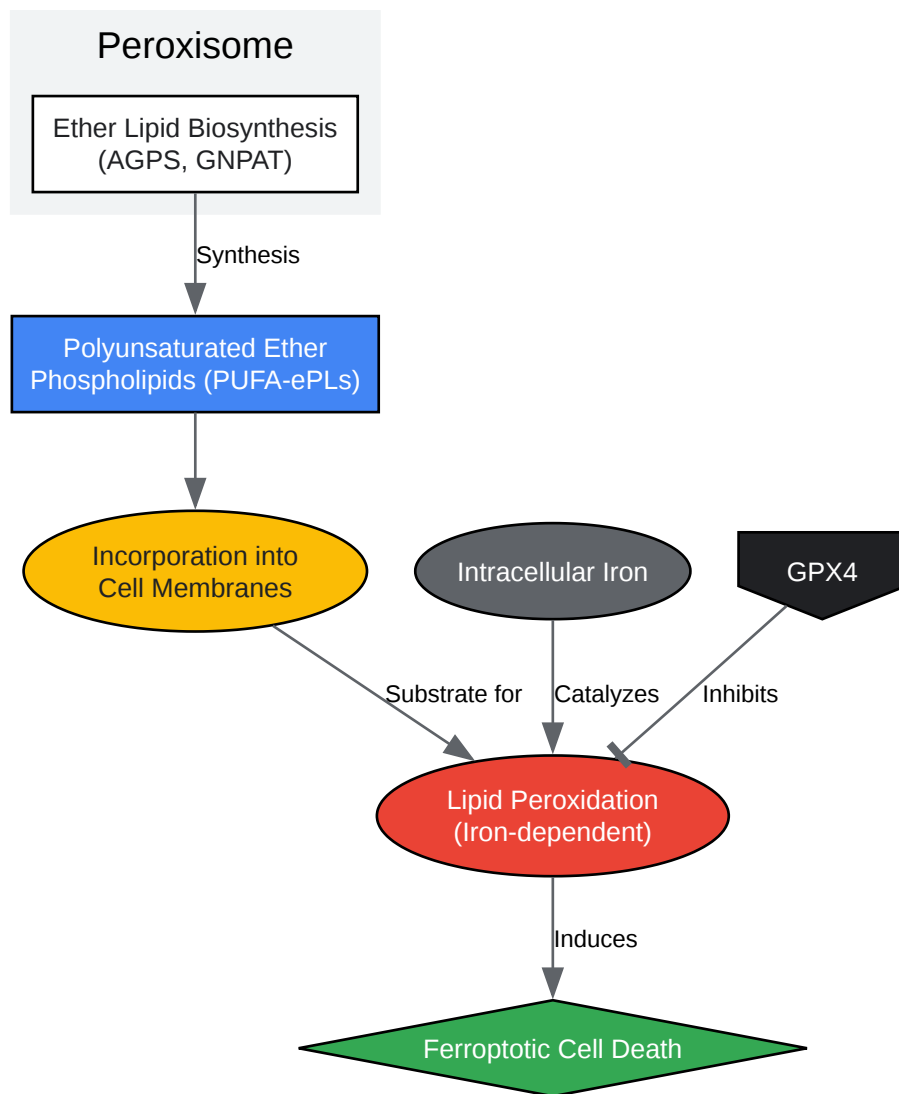 Peroxisome
Ether Lipid Biosynthesis
(AGPS, GNPAT)
Synthesis
Polyunsaturated Ether
Phospholipids (PUFA-ePLs)
Incorporation into
Cell Membranes
Intracellular Iron
GPX4
Substrate for
Catalyzes
Inhibits
Lipid Peroxidation
(Iron-dependent)
Induces
Ferroptotic Cell Death